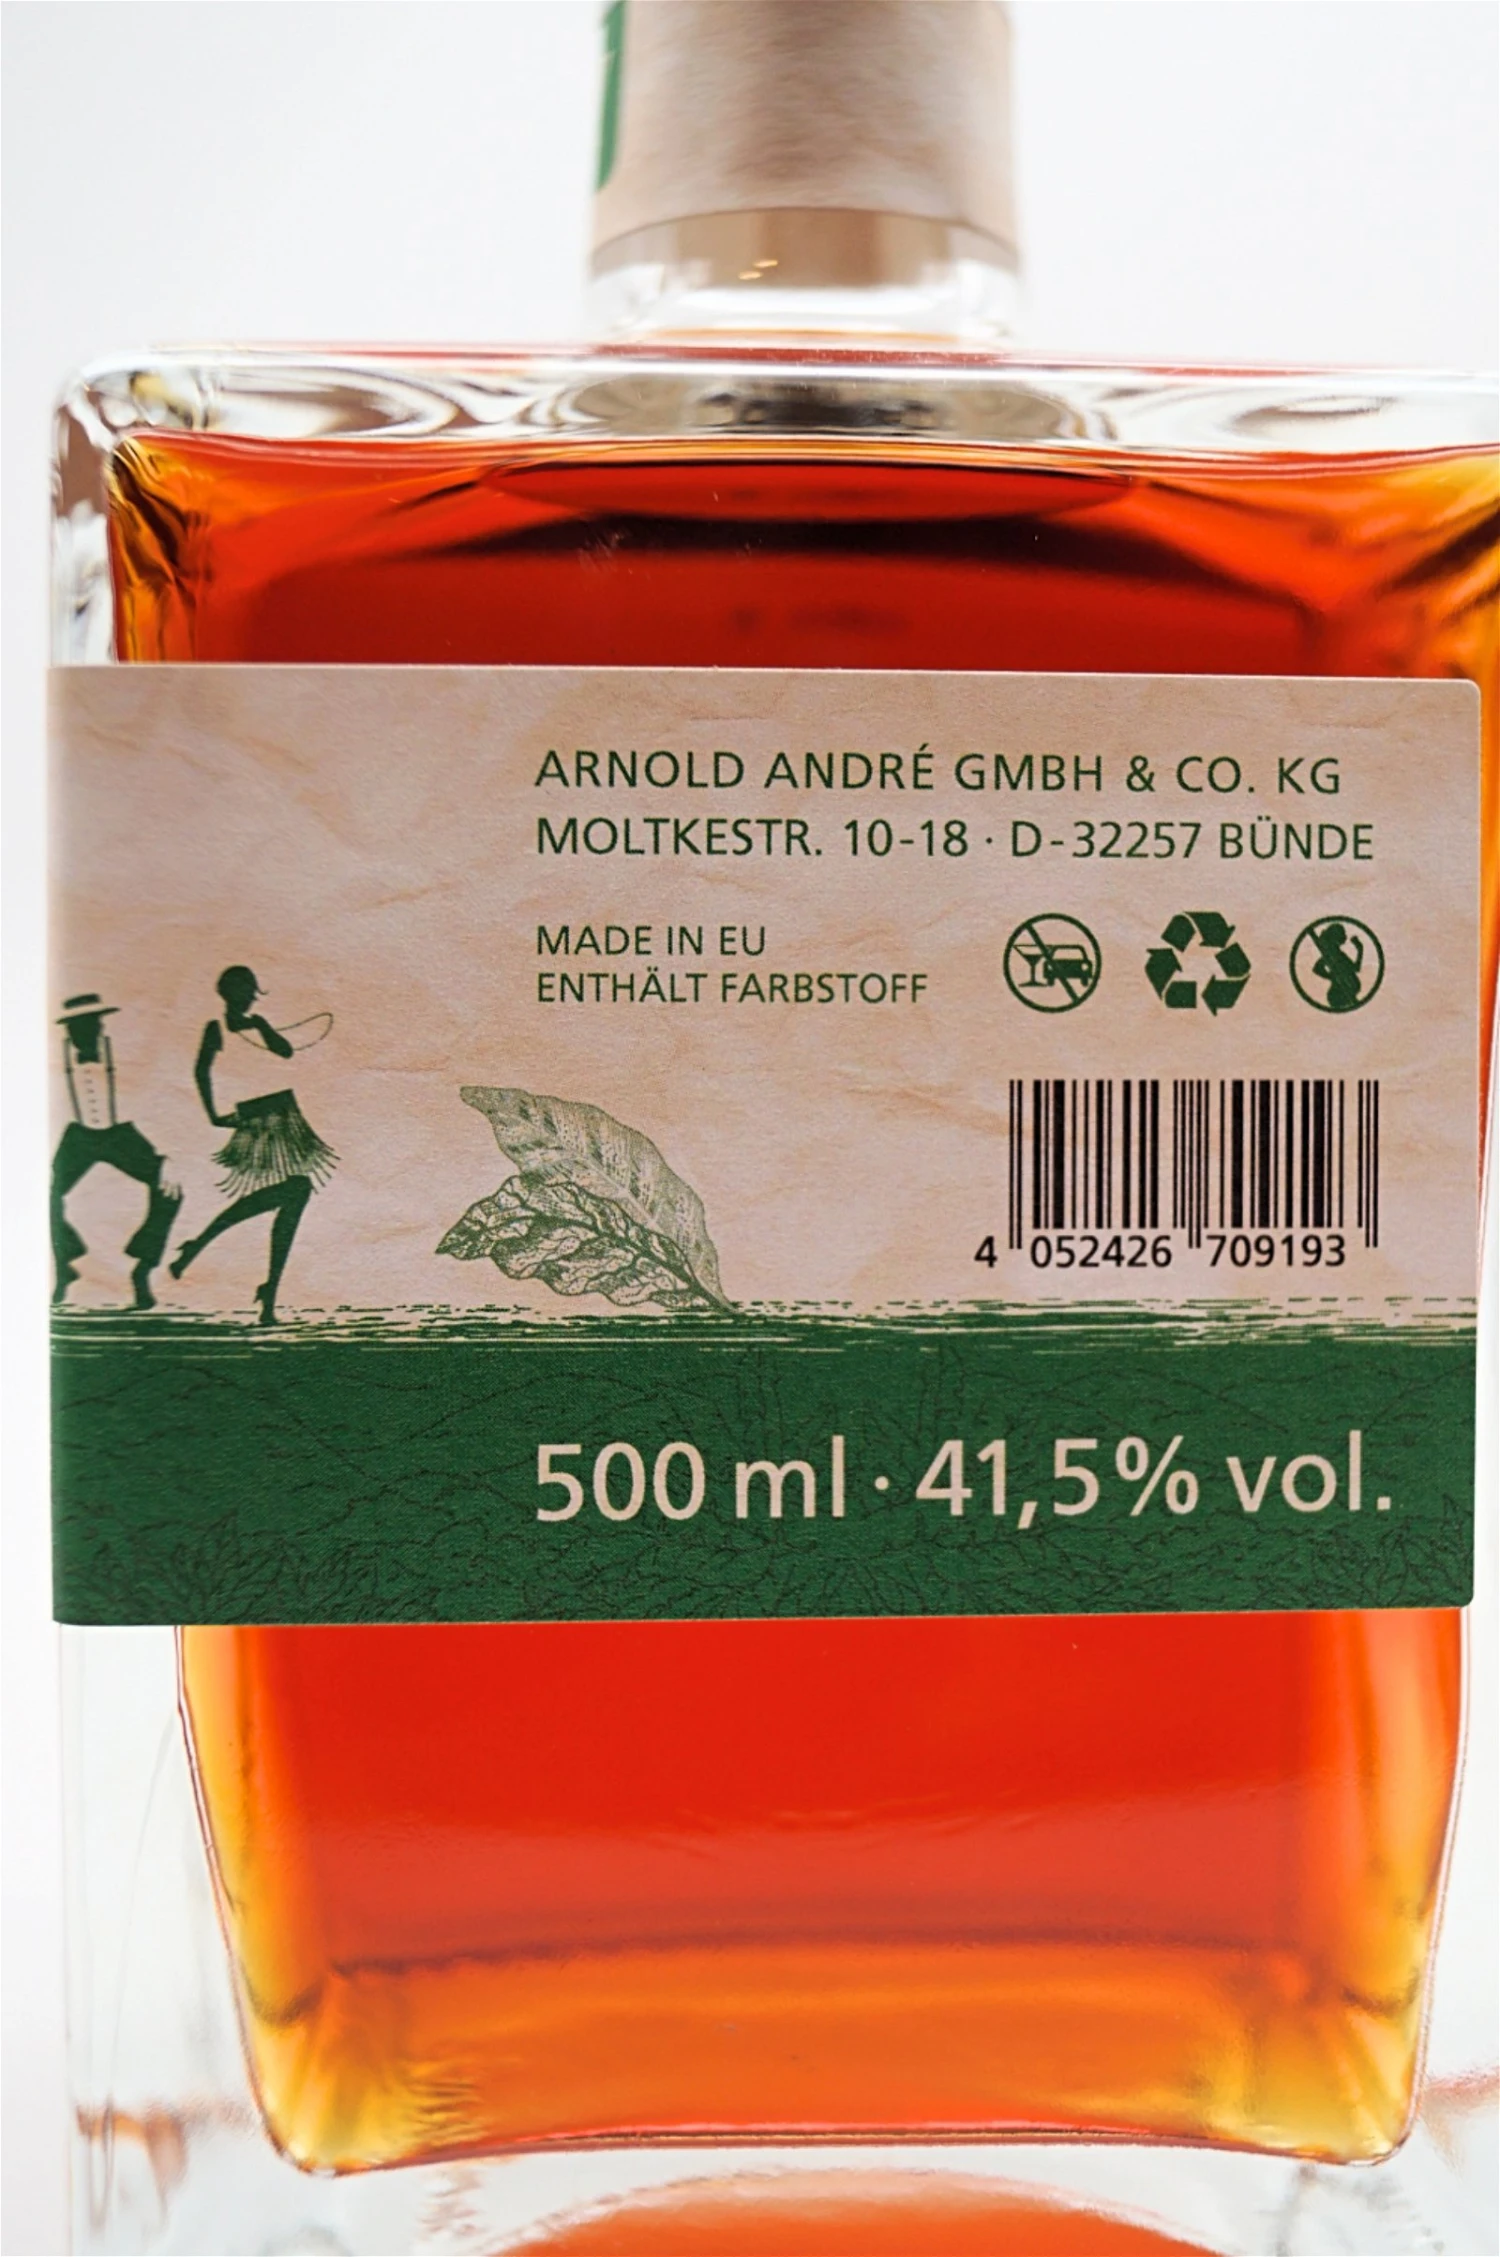 ARNOLD ANDRÉ GMBH & CO. KG
MOLTKESTR. 10-18 · D-32257 BÜNDE
MADE IN EU
ENTHÄLT FARBSTOFF
4 052426 709193
500 ml · 41,5% vol.